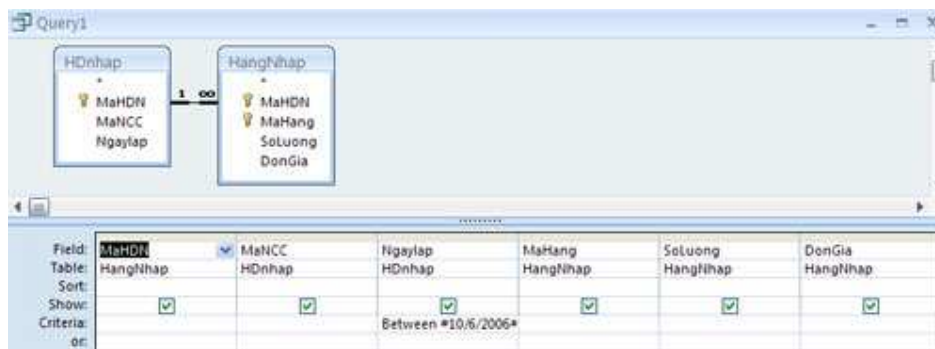 Query1
HDnhap
*
MaHDN
MaNCC
Ngaylap
1 ∞
HangNhap
*
MaHDN
MaHang
SoLuong
DonGia
Field: MaHDN MaNCC Ngaylap MaHang SoLuong DonGia
Table: HangNhap HDnhap HDnhap HangNhap HangNhap HangNhap
Sort:
Show:
Criteria: Between #10/6/2006#
or: